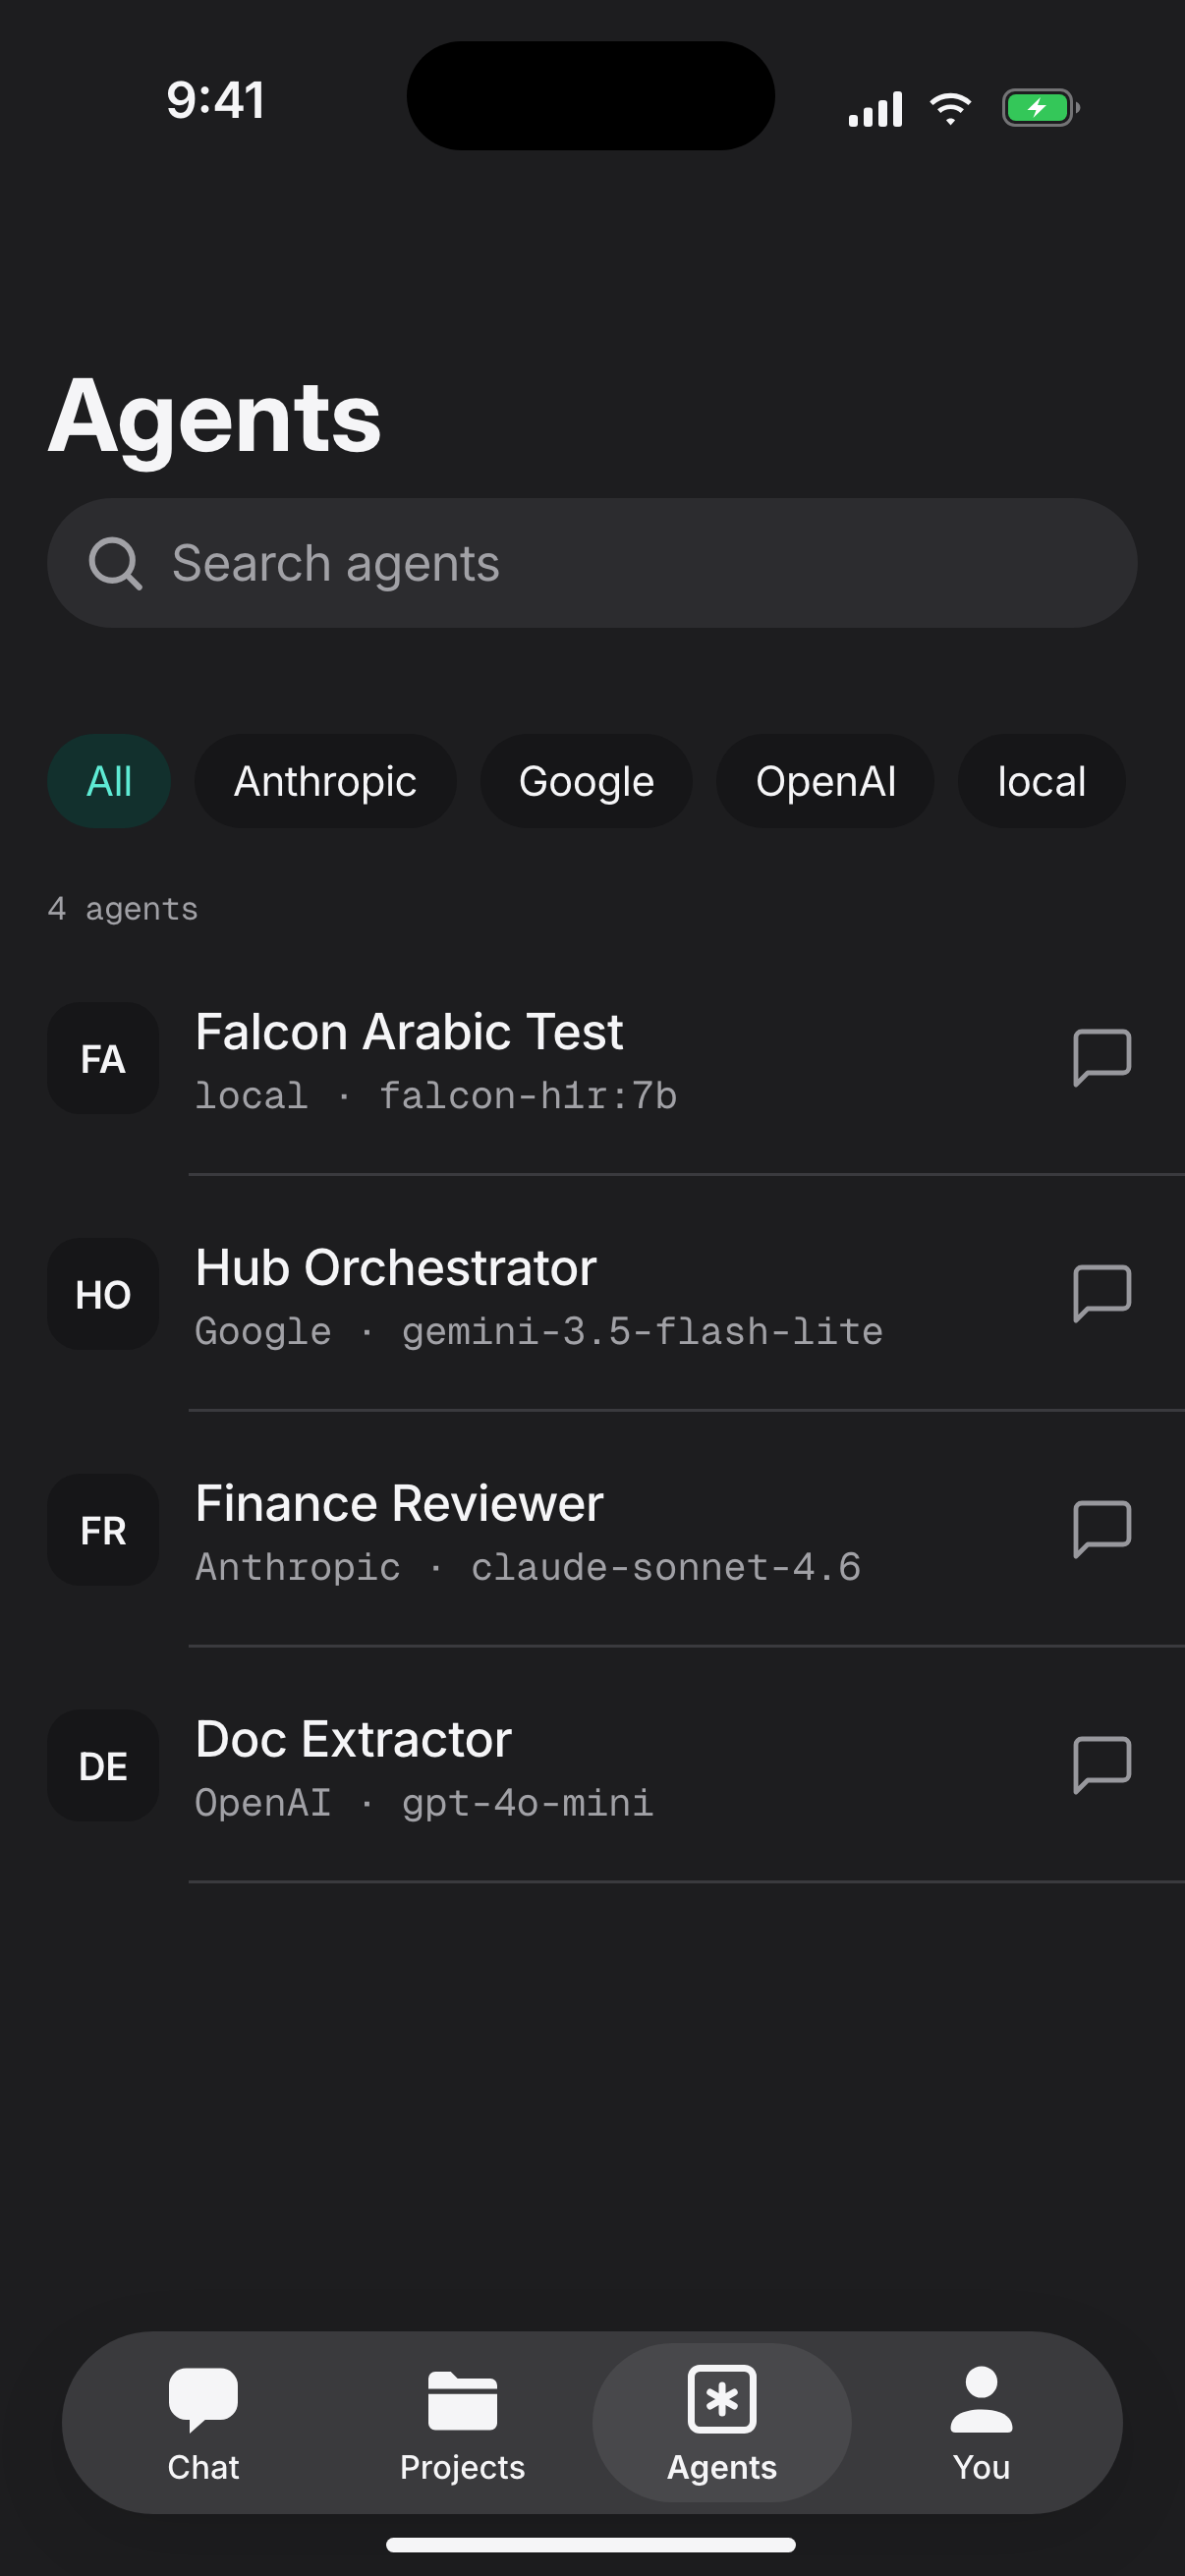 9:41
Agents
Search agents
All Anthropic Google OpenAI local
4 agents
FA
Falcon Arabic Test
local · falcon-h1r:7b
HO
Hub Orchestrator
Google · gemini-3.5-flash-lite
FR
Finance Reviewer
Anthropic · claude-sonnet-4.6
DE
Doc Extractor
OpenAI · gpt-4o-mini
Chat Projects Agents You